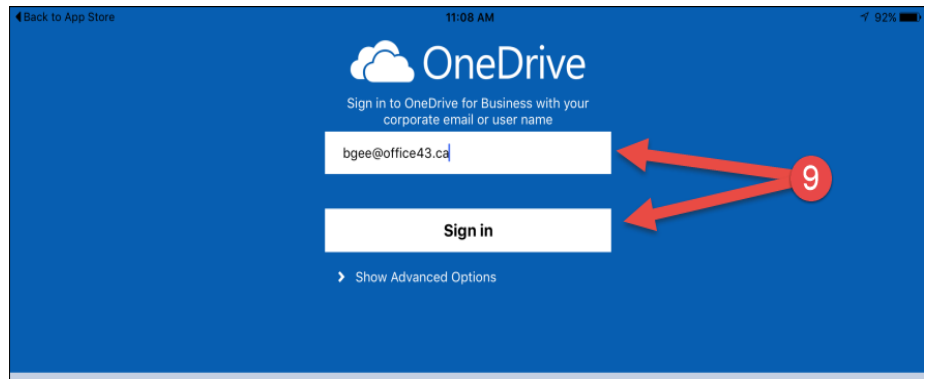 Back to App Store 11:08 AM 92%
OneDrive
Sign in to OneDrive for Business with your
corporate email or user name
bgee@office43.ca
9
Sign in
Show Advanced Options